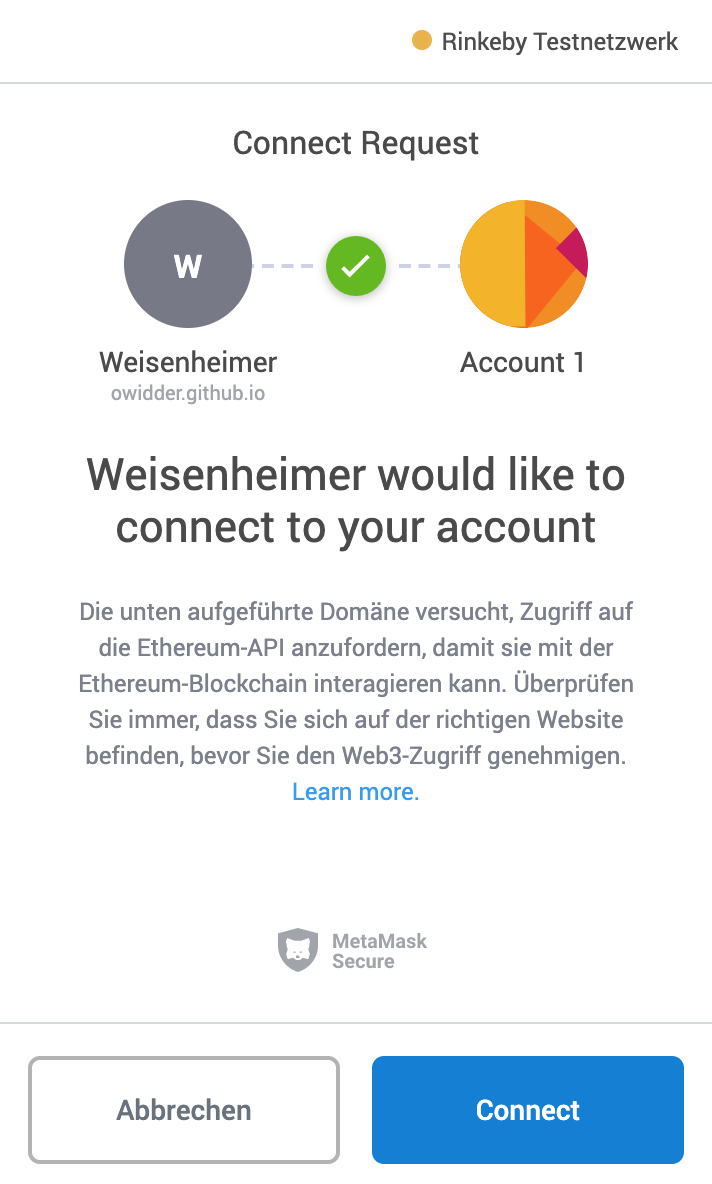 Rinkeby Testnetzwerk
Connect Request
W
Weisenheimer
owidder.github.io
Account 1
Weisenheimer would like to
connect to your account
Die unten aufgeführte Domäne versucht, Zugriff auf
die Ethereum-API anzufordern, damit sie mit der
Ethereum-Blockchain interagieren kann. Überprüfen
Sie immer, dass Sie sich auf der richtigen Website
befinden, bevor Sie den Web3-Zugriff genehmigen.
Learn more.
MetaMask
Secure
Abbrechen
Connect